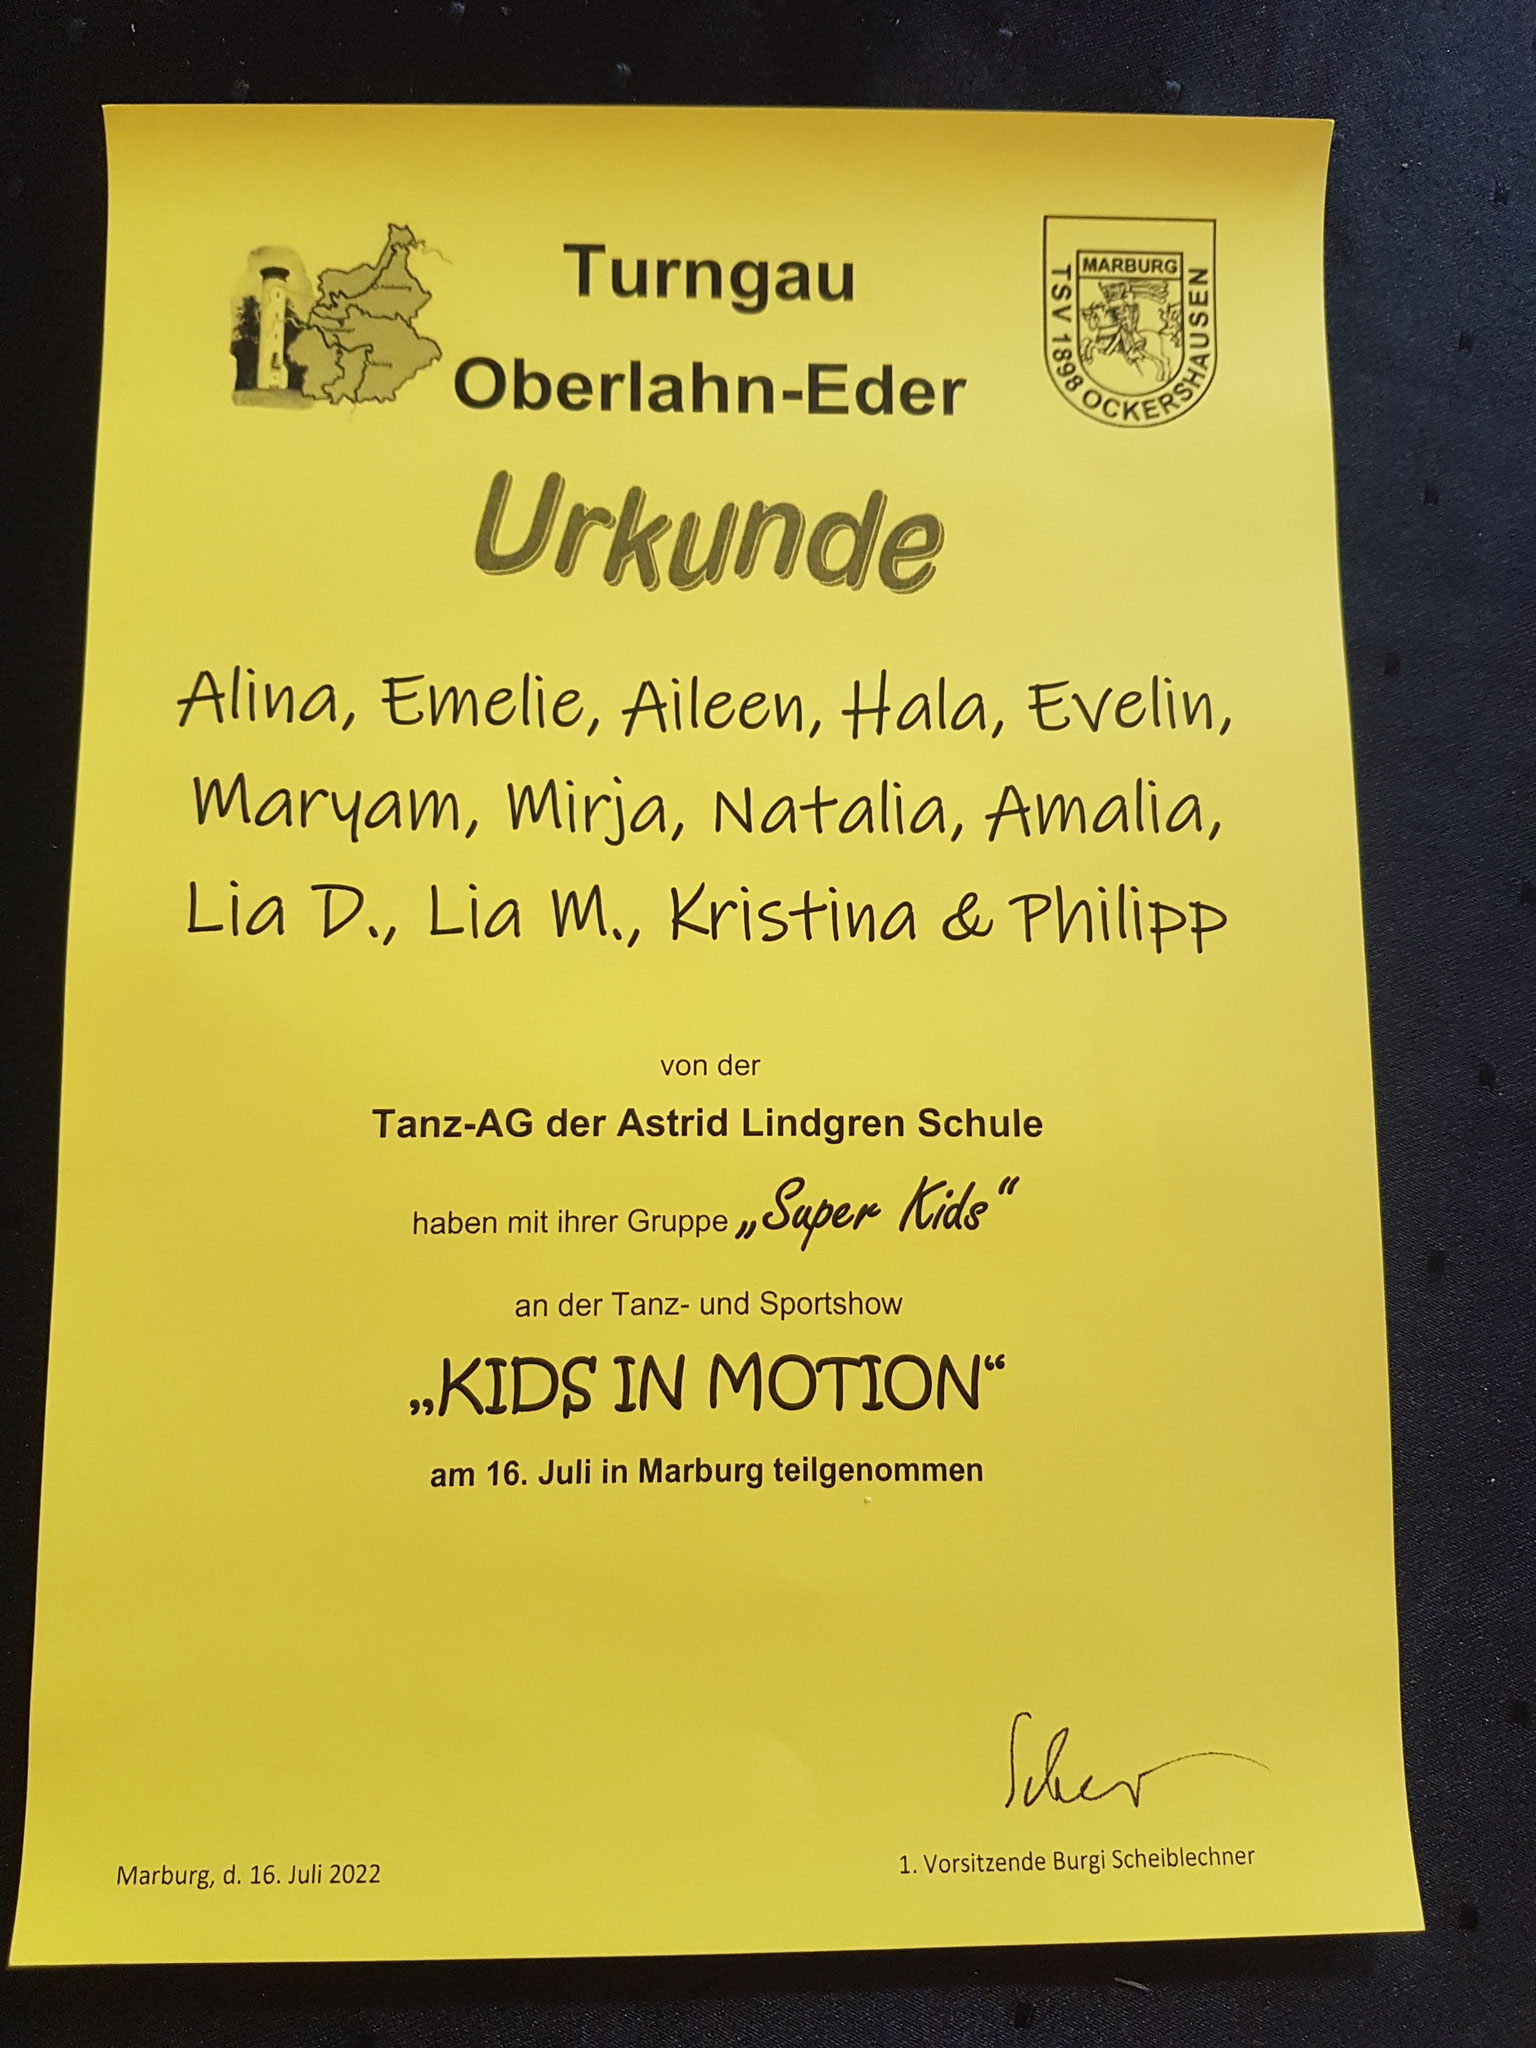 Turngau
Oberlahn-Eder
MARBURG
TSV 1898 OCKERSHAUSEN
Urkunde
Alina, Emelie, Aileen, Hala, Evelin,
Maryam, Mirja, Natalia, Amalia,
Lia D., Lia M., Kristina & Philipp
von der
Tanz-AG der Astrid Lindgren Schule
haben mit ihrer Gruppe „Super Kids“
an der Tanz- und Sportshow
„KIDS IN MOTION“
am 16. Juli in Marburg teilgenommen
Marburg, d. 16. Juli 2022
1. Vorsitzende Burgi Scheiblechner